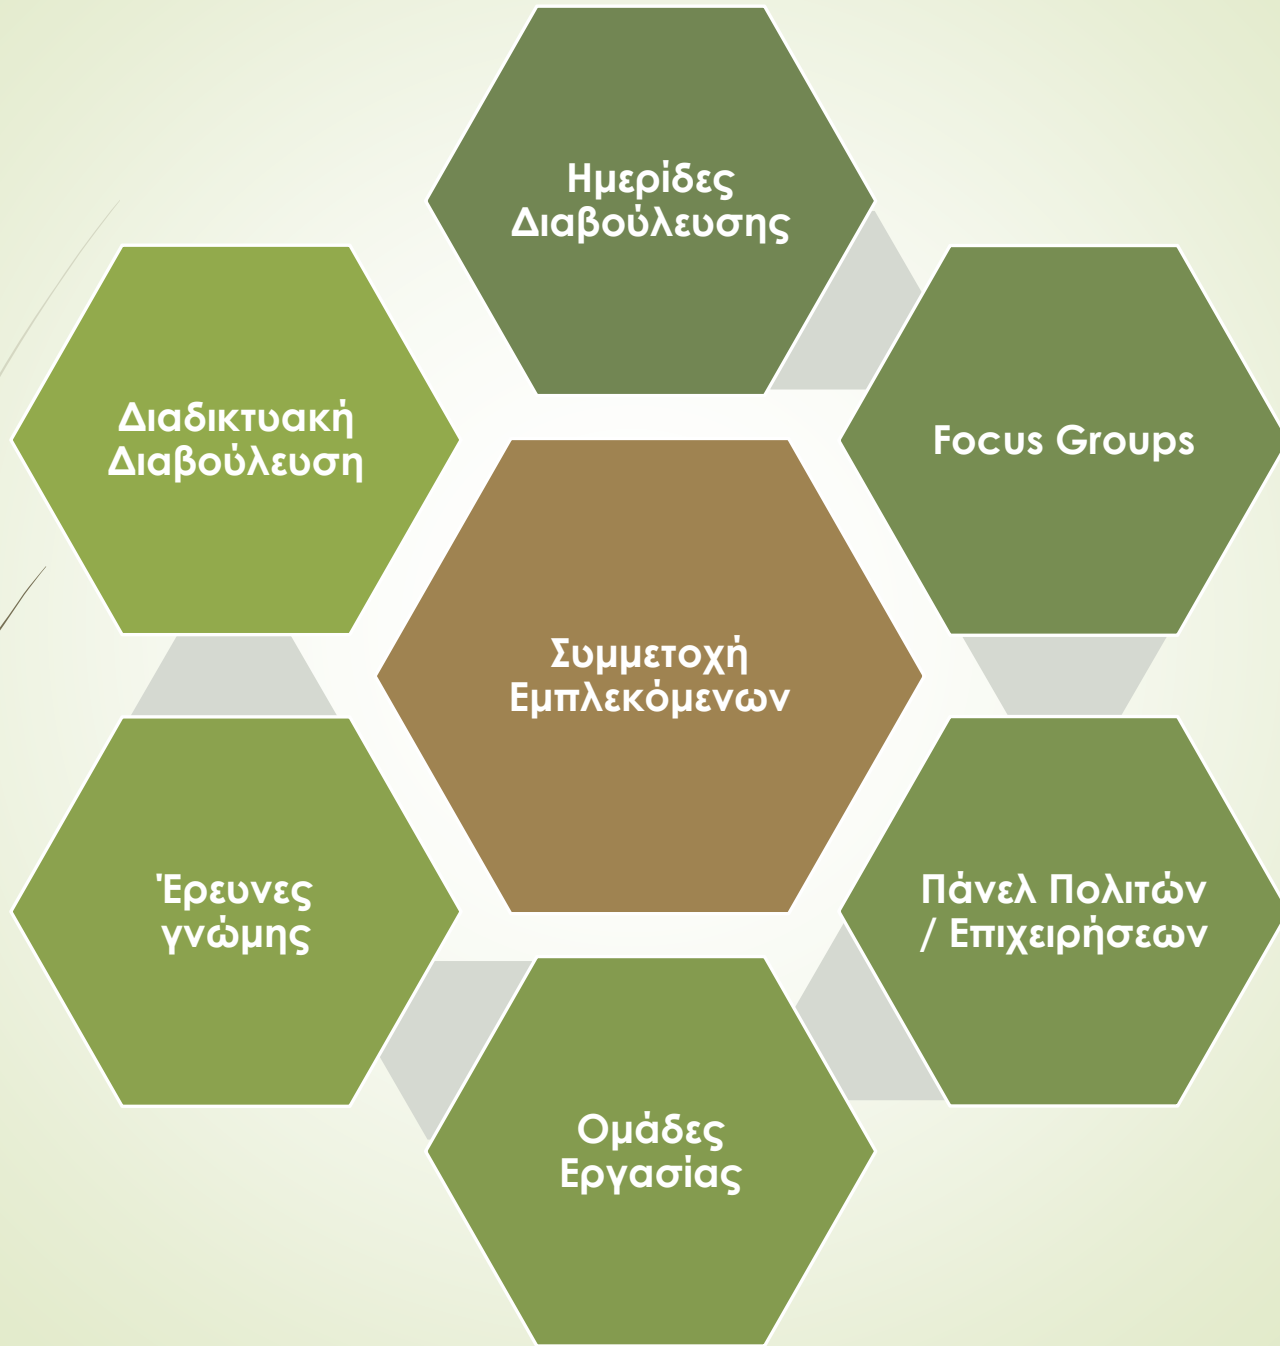 Ημερίδες
Διαβούλευσης
Διαδικτυακή
Διαβούλευση
Focus Groups
Συμμετοχή
Εμπλεκόμενων
Έρευνες
γνώμης
Πάνελ Πολιτών
/ Επιχειρήσεων
Ομάδες
Εργασίας